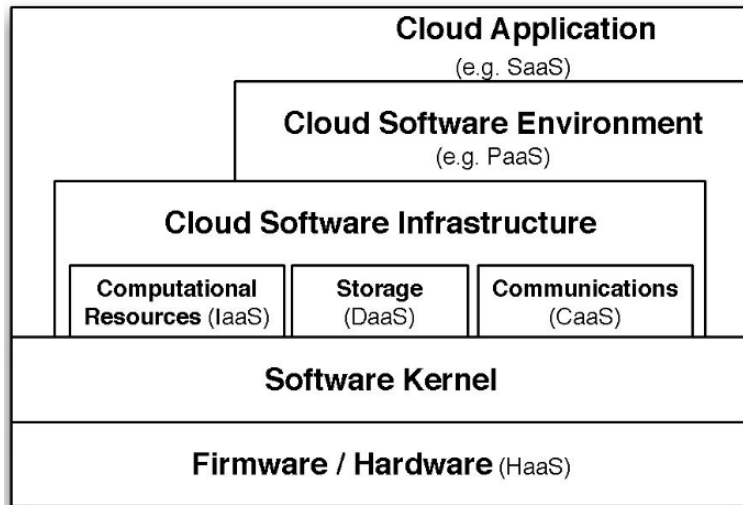 Cloud Application
(e.g. SaaS)
Cloud Software Environment
(e.g. PaaS)
Cloud Software Infrastructure
Computational
Resources (IaaS)
Storage
(DaaS)
Communications
(CaaS)
Software Kernel
Firmware / Hardware (HaaS)